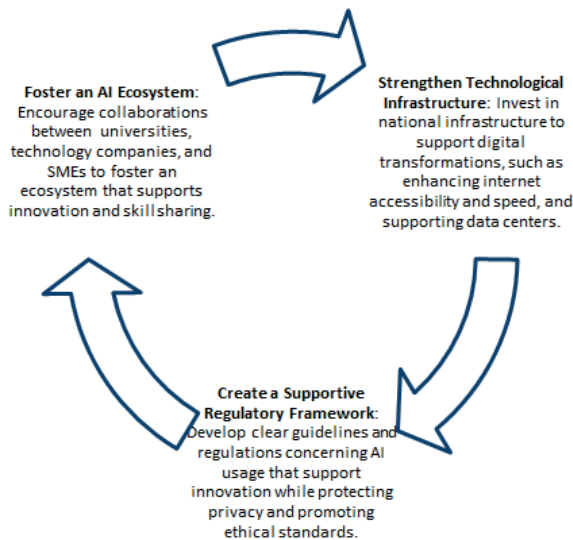 Foster an AI Ecosystem:
Encourage collaborations
between universities,
technology companies, and
SMEs to foster an
ecosystem that supports
innovation and skill sharing.
Strengthen Technological
Infrastructure: Invest in
national infrastructure to
support digital
transformations, such as
enhancing internet
accessibility and speed, and
supporting data centers.
Create a Supportive
Regulatory Framework:
Develop clear guidelines and
regulations concerning AI
usage that support
innovation while protecting
privacy and promoting
ethical standards.